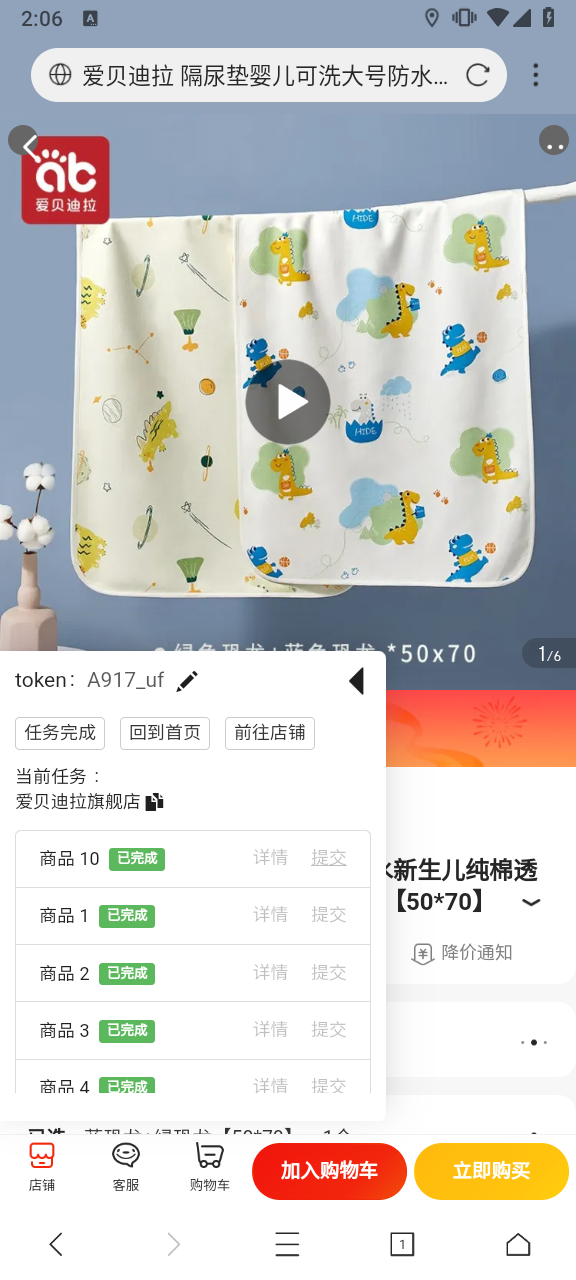 2:06
A
爱贝迪拉 隔尿垫婴儿可洗大号防水...
ab
爱贝迪拉
HIDE
HIDE
绿色恐龙+蓝色恐龙 *50x70
1/6
token: A917_uf
任务完成
回到首页
前往店铺
当前任务：
爱贝迪拉旗舰店
商品 10 已完成 详情 提交
商品 1 已完成 详情 提交
商品 2 已完成 详情 提交
商品 3 已完成 详情 提交
商品 4 已完成 详情 提交
水新生儿纯棉透
【50*70】
降价通知
已选 蓝恐龙+绿恐龙【50*70】，1个
店铺
客服
购物车
加入购物车
立即购买
1